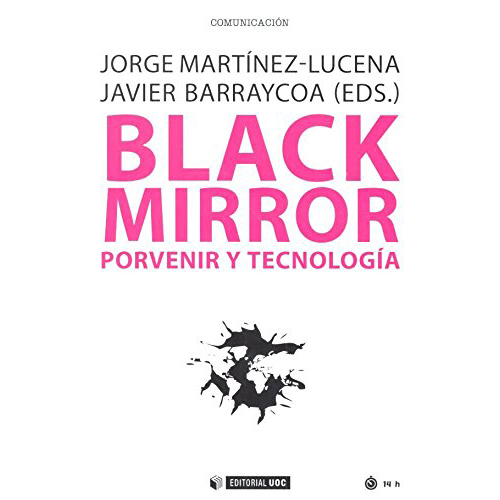 COMUNICACIÓN
JORGE MARTÍNEZ-LUCENA
JAVIER BARRAYCOA (EDS.)
BLACK
MIRROR
PORVENIR Y TECNOLOGÍA
EDITORIAL UOC
14 h